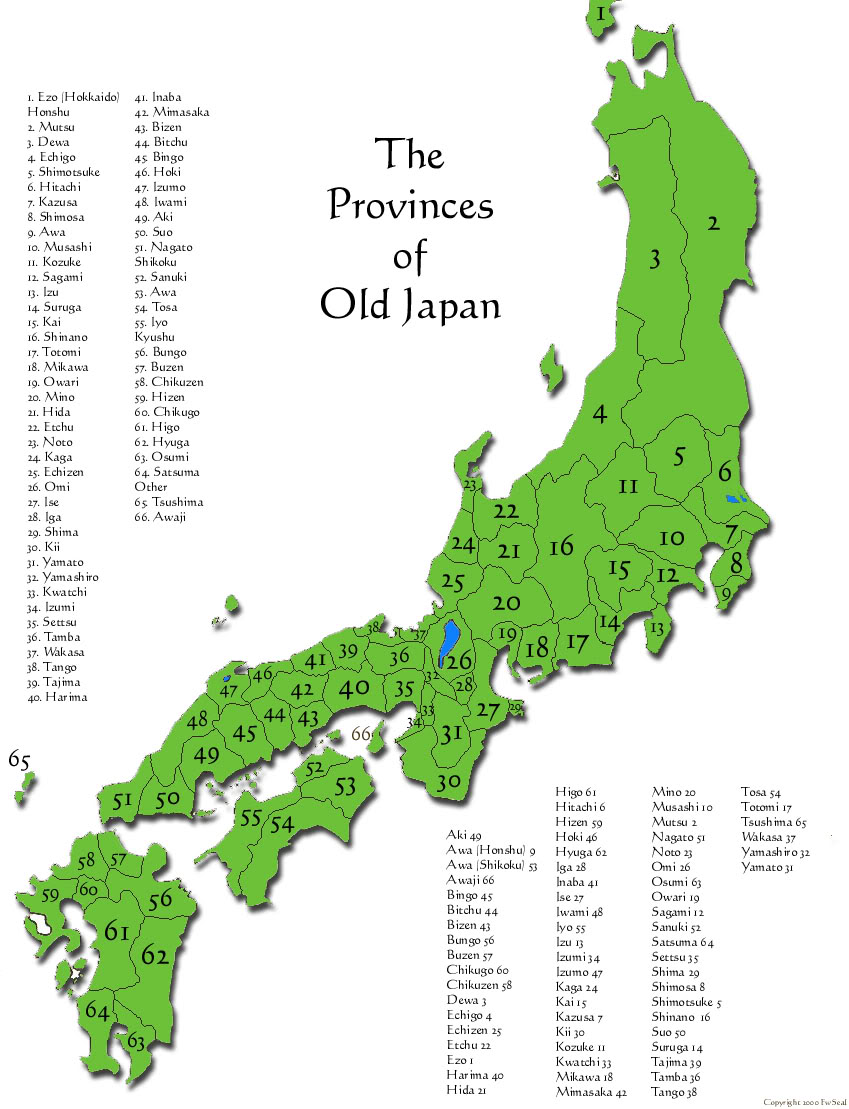 The
Provinces
of
Old Japan
1. Ezo (Hokkaido)
Honshu
2. Mutsu
3. Dewa
4. Echigo
5. Shimotsuke
6. Hitachi
7. Kazusa
8. Shimosa
9. Awa
10. Musashi
11. Kozuke
12. Sagami
13. Izu
14. Suruga
15. Kai
16. Shinano
17. Totomi
18. Mikawa
19. Owari
20. Mino
21. Hida
22. Etchu
23. Noto
24. Kaga
25. Echizen
26. Omi
27. Ise
28. Iga
29. Shima
30. Kii
31. Yamato
32. Yamashiro
33. Kwatchi
34. Izumi
35. Settsu
36. Tamba
37. Wakasa
38. Tango
39. Tajima
40. Harima
41. Inaba
42. Mimasaka
43. Bizen
44. Bitchu
45. Bingo
46. Hoki
47. Izumo
48. Iwami
49. Aki
50. Suo
51. Nagato
Shikoku
52. Sanuki
53. Awa
54. Tosa
55. Iyo
Kyushu
56. Bungo
57. Buzen
58. Chikuzen
59. Hizen
60. Chikugo
61. Higo
62. Hyuga
63. Osumi
64. Satsuma
Other
65. Tsushima
66. Awaji
1
2
3
4
5
6
11
23
22
10
7
24
21
16
8
15
12
25
9
20
14
13
38
37
19
18
17
39
36
26
41
32
28
46
47
42
40
35
27
29
33
34
48
44
43
45
66
31
49
65
52
53
30
51
50
55
54
58
57
59
60
56
61
62
64
63
Aki 49
Awa (Honshu) 9
Awa (Shikoku) 53
Awaji 66
Bingo 45
Bitchu 44
Bizen 43
Bungo 56
Buzen 57
Chikugo 60
Chikuzen 58
Dewa 3
Echigo 4
Echizen 25
Etchu 22
Ezo 1
Harima 40
Hida 21
Higo 61
Hitachi 6
Hizen 59
Hoki 46
Hyuga 62
Iga 28
Inaba 41
Ise 27
Iwami 48
Iyo 55
Izu 13
Izumi 34
Izumo 47
Kaga 24
Kai 15
Kazusa 7
Kii 30
Kozuke 11
Kwatchi 33
Mikawa 18
Mimasaka 42
Mino 20
Musashi 10
Mutsu 2
Nagato 51
Noto 23
Omi 26
Osumi 63
Owari 19
Sagami 12
Sanuki 52
Satsuma 64
Settsu 35
Shima 29
Shimosa 8
Shimotsuke 5
Shinano 16
Suo 50
Suruga 14
Tajima 39
Tamba 36
Tango 38
Tosa 54
Totomi 17
Tsushima 65
Wakasa 37
Yamashiro 32
Yamato 31
Copyright 2000 FwSeal